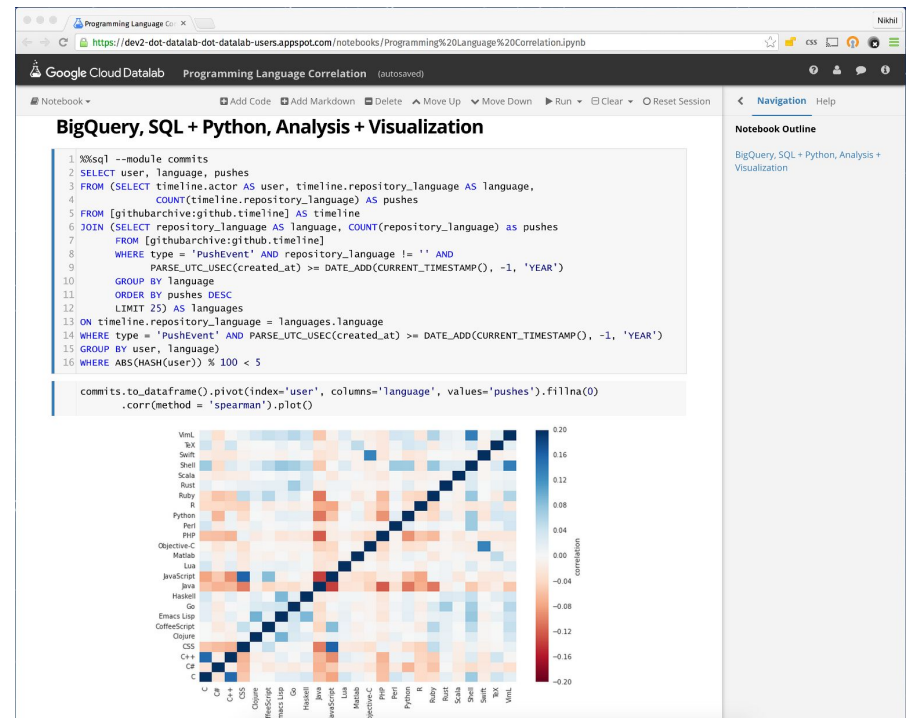 Programming Language Co
Nikhil
https://dev2-dot-datalab-dot-datalab-users.appspot.com/notebooks/Programming%20Language%20Correlation.ipynb
css
Google Cloud Datalab Programming Language Correlation (autosaved)
Notebook Add Code Add Markdown Delete Move Up Move Down Run Clear Reset Session
Navigation Help
Notebook Outline
BigQuery, SQL + Python, Analysis +
Visualization
BigQuery, SQL + Python, Analysis + Visualization
1 %%sql --module commits
2 SELECT user, language, pushes
3 FROM (SELECT timeline.actor AS user, timeline.repository_language AS language,
4 COUNT(timeline.repository_language) AS pushes
5 FROM [githubarchive:github.timeline] AS timeline
6 JOIN (SELECT repository_language AS language, COUNT(repository_language) as pushes
7 FROM [githubarchive:github.timeline]
8 WHERE type = 'PushEvent' AND repository_language != '' AND
9 PARSE_UTC_USEC(created_at) >= DATE_ADD(CURRENT_TIMESTAMP(), -1, 'YEAR')
10 GROUP BY language
11 ORDER BY pushes DESC
12 LIMIT 25) AS languages
13 ON timeline.repository_language = languages.language
14 WHERE type = 'PushEvent' AND PARSE_UTC_USEC(created_at) >= DATE_ADD(CURRENT_TIMESTAMP(), -1, 'YEAR')
15 GROUP BY user, language)
16 WHERE ABS(HASH(user)) % 100 < 5
commits.to_dataframe().pivot(index='user', columns='language', values='pushes').fillna(0)
.corr(method = 'spearman').plot()
VimL
TeX
Swift
Shell
Scala
Rust
Ruby
R
Python
Perl
PHP
Objective-C
Matlab
Lua
JavaScript
Java
Haskell
Go
Emacs Lisp
CoffeeScript
Clojure
CSS
C++
C#
C
0.20
0.16
0.12
0.08
0.04
0.00
−0.04
−0.08
−0.12
−0.16
−0.20
correlation
C
C#
C++
CSS
Clojure
ffeeScript
macs Lisp
Go
Haskell
Java
avaScript
Lua
Matlab
jective-C
PHP
Perl
Python
R
Ruby
Rust
Scala
Shell
Swift
TeX
VimL